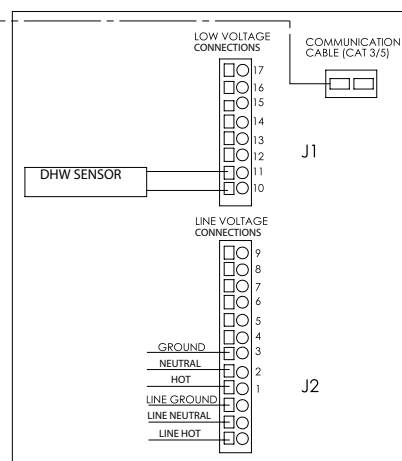 LOW VOLTAGE
CONNECTIONS
COMMUNICATION
CABLE (CAT 3/5)
17
16
15
14
13
12
11
10
J1
DHW SENSOR
LINE VOLTAGE
CONNECTIONS
9
8
7
6
5
4
3
2
1
J2
GROUND
NEUTRAL
HOT
LINE GROUND
LINE NEUTRAL
LINE HOT